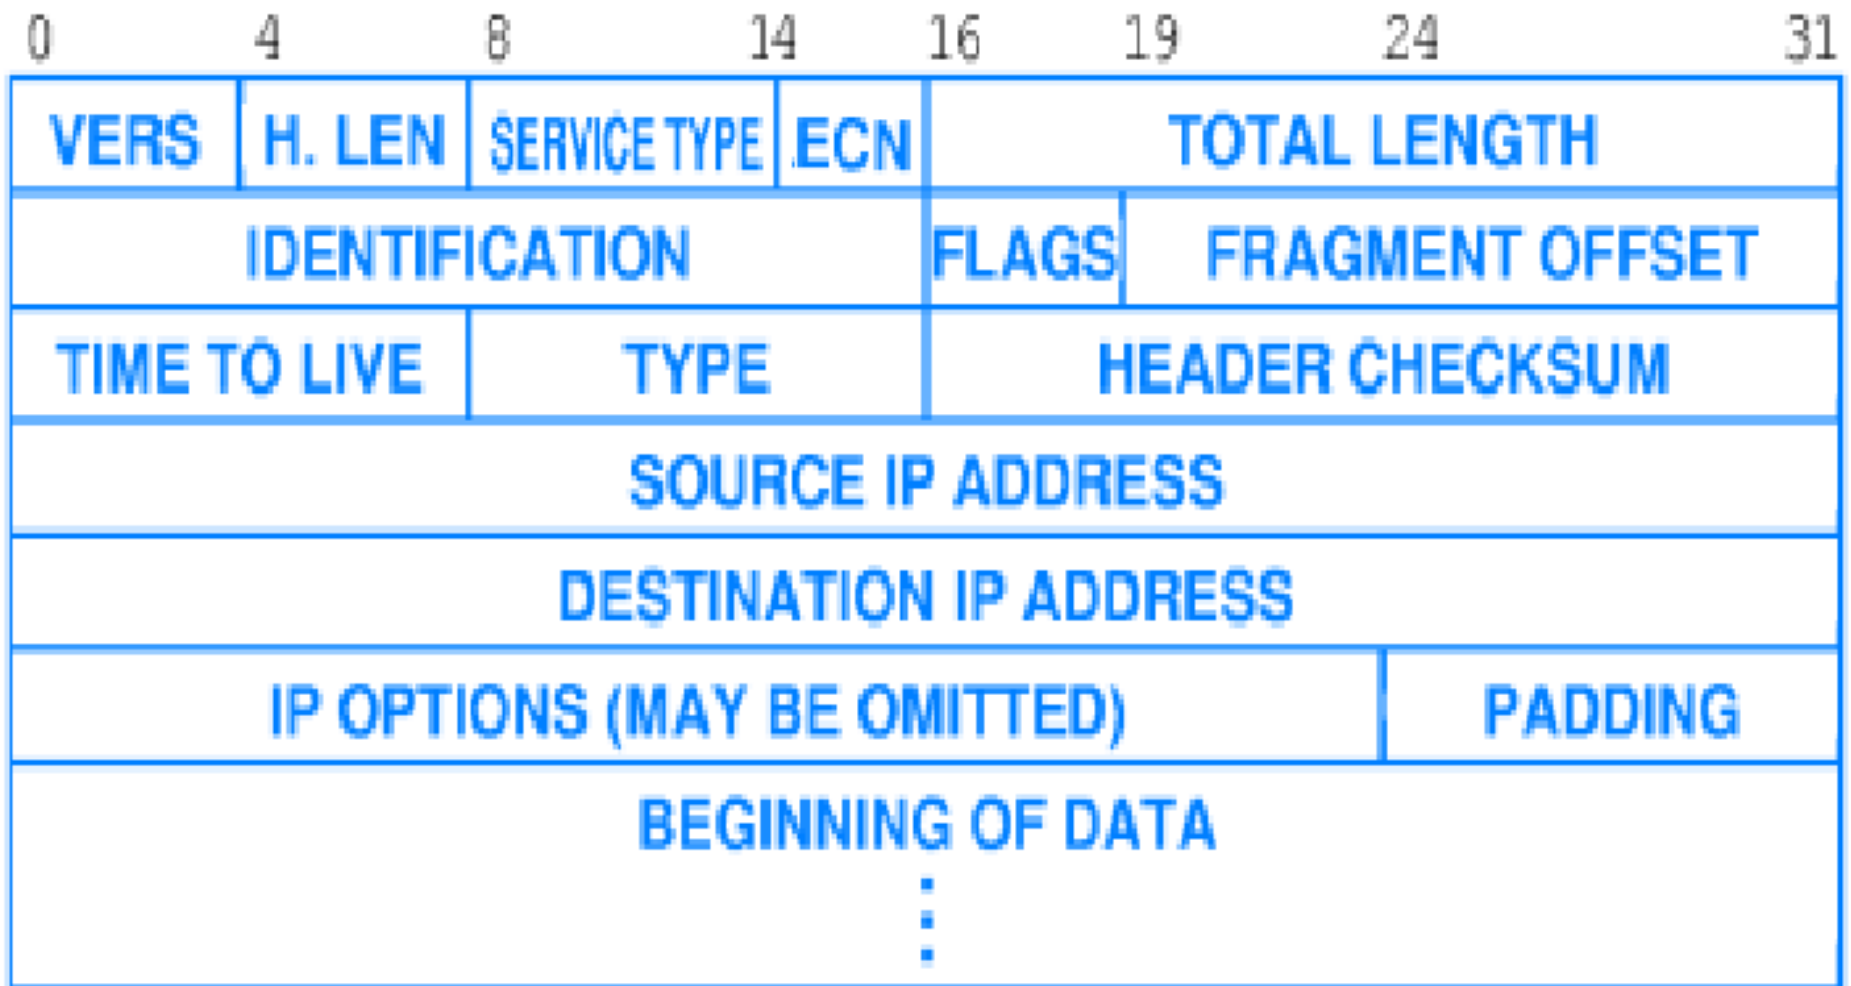 0 4 8 14 16 19 24 31
VERS H. LEN SERVICE TYPE ECN TOTAL LENGTH
IDENTIFICATION FLAGS FRAGMENT OFFSET
TIME TO LIVE TYPE HEADER CHECKSUM
SOURCE IP ADDRESS
DESTINATION IP ADDRESS
IP OPTIONS (MAY BE OMITTED) PADDING
BEGINNING OF DATA